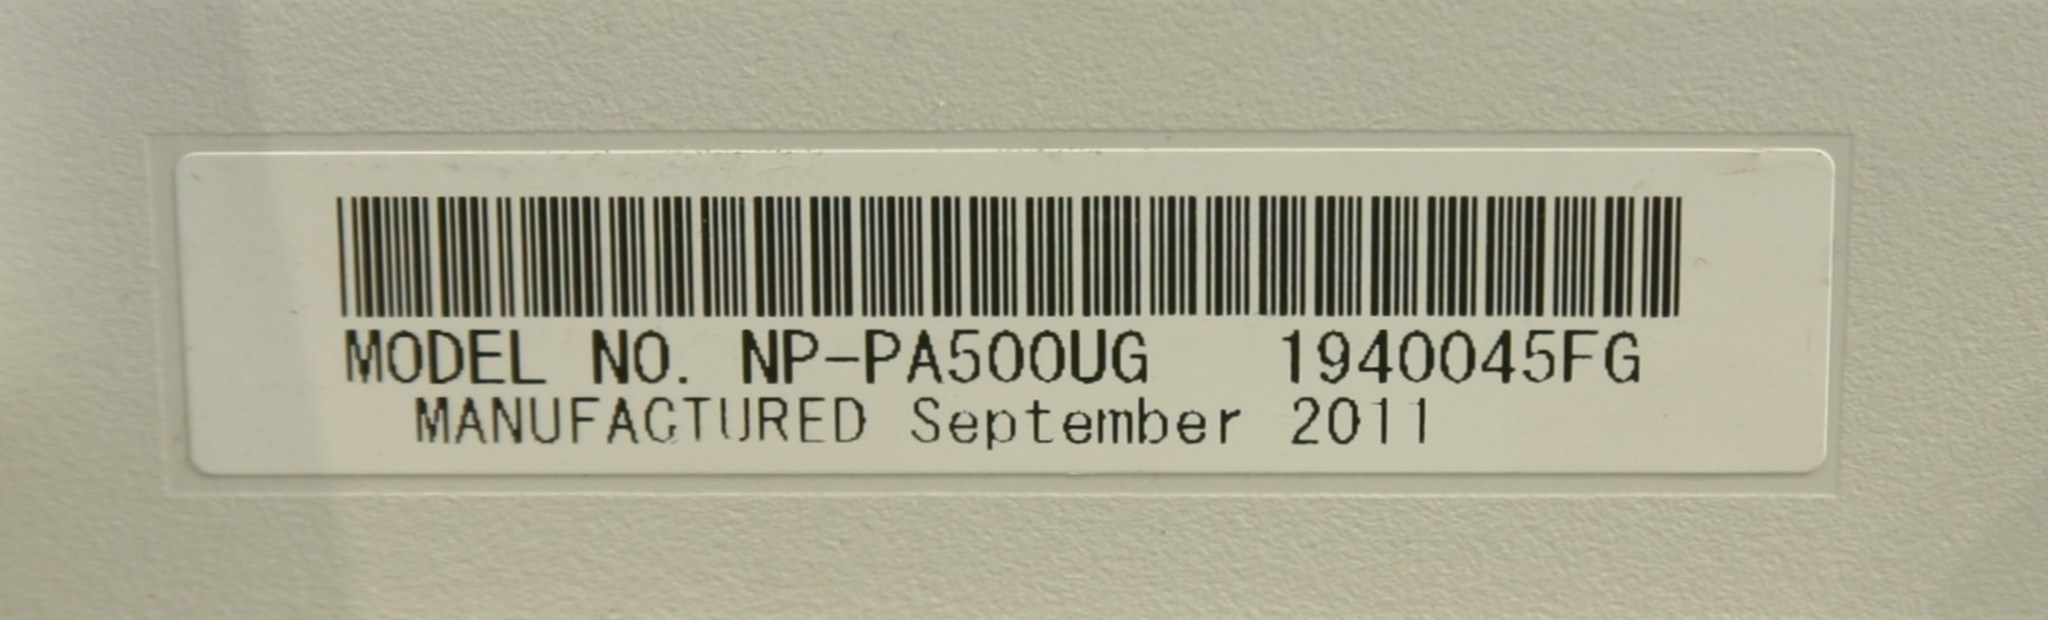 MODEL NO. NP-PA500UG 1940045FG
MANUFACTURED September 2011